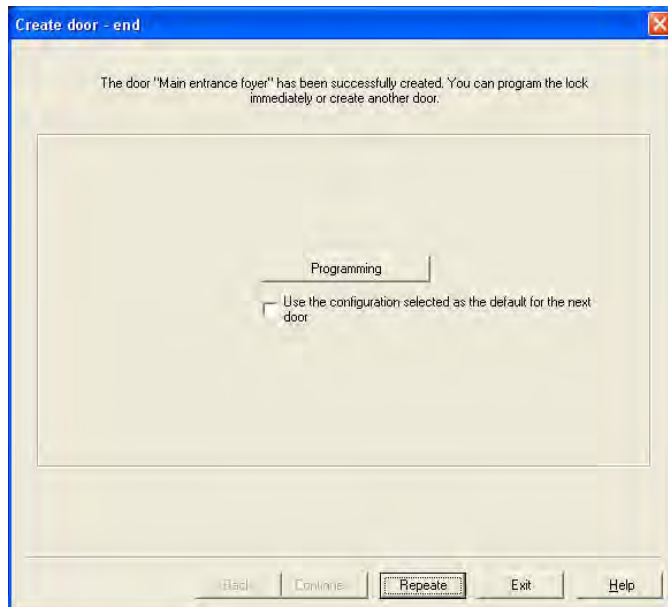 Create door - end
The door "Main entrance foyer" has been successfully created. You can program the lock
immediately or create another door.
Programming
Use the configuration selected as the default for the next
door
Back
Continue
Repeate
Exit
Help